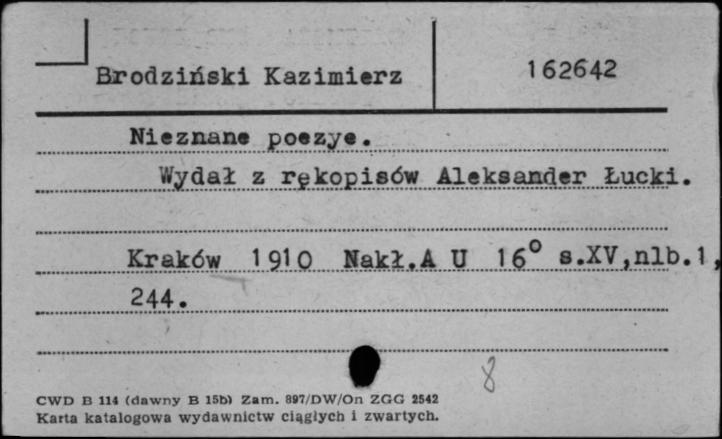 Brodziński Kazimierz 162642
Nieznane poezye.
Wydał z rękopisów Aleksander Łucki.
Kraków 1910 Nakł.A U 16° s.XV,nlb.1,
244.
8
CWD B 114 (dawny B 15b) Zam. 897/DW/On ZGG 2542
Karta katalogowa wydawnictw ciągłych i zwartych.